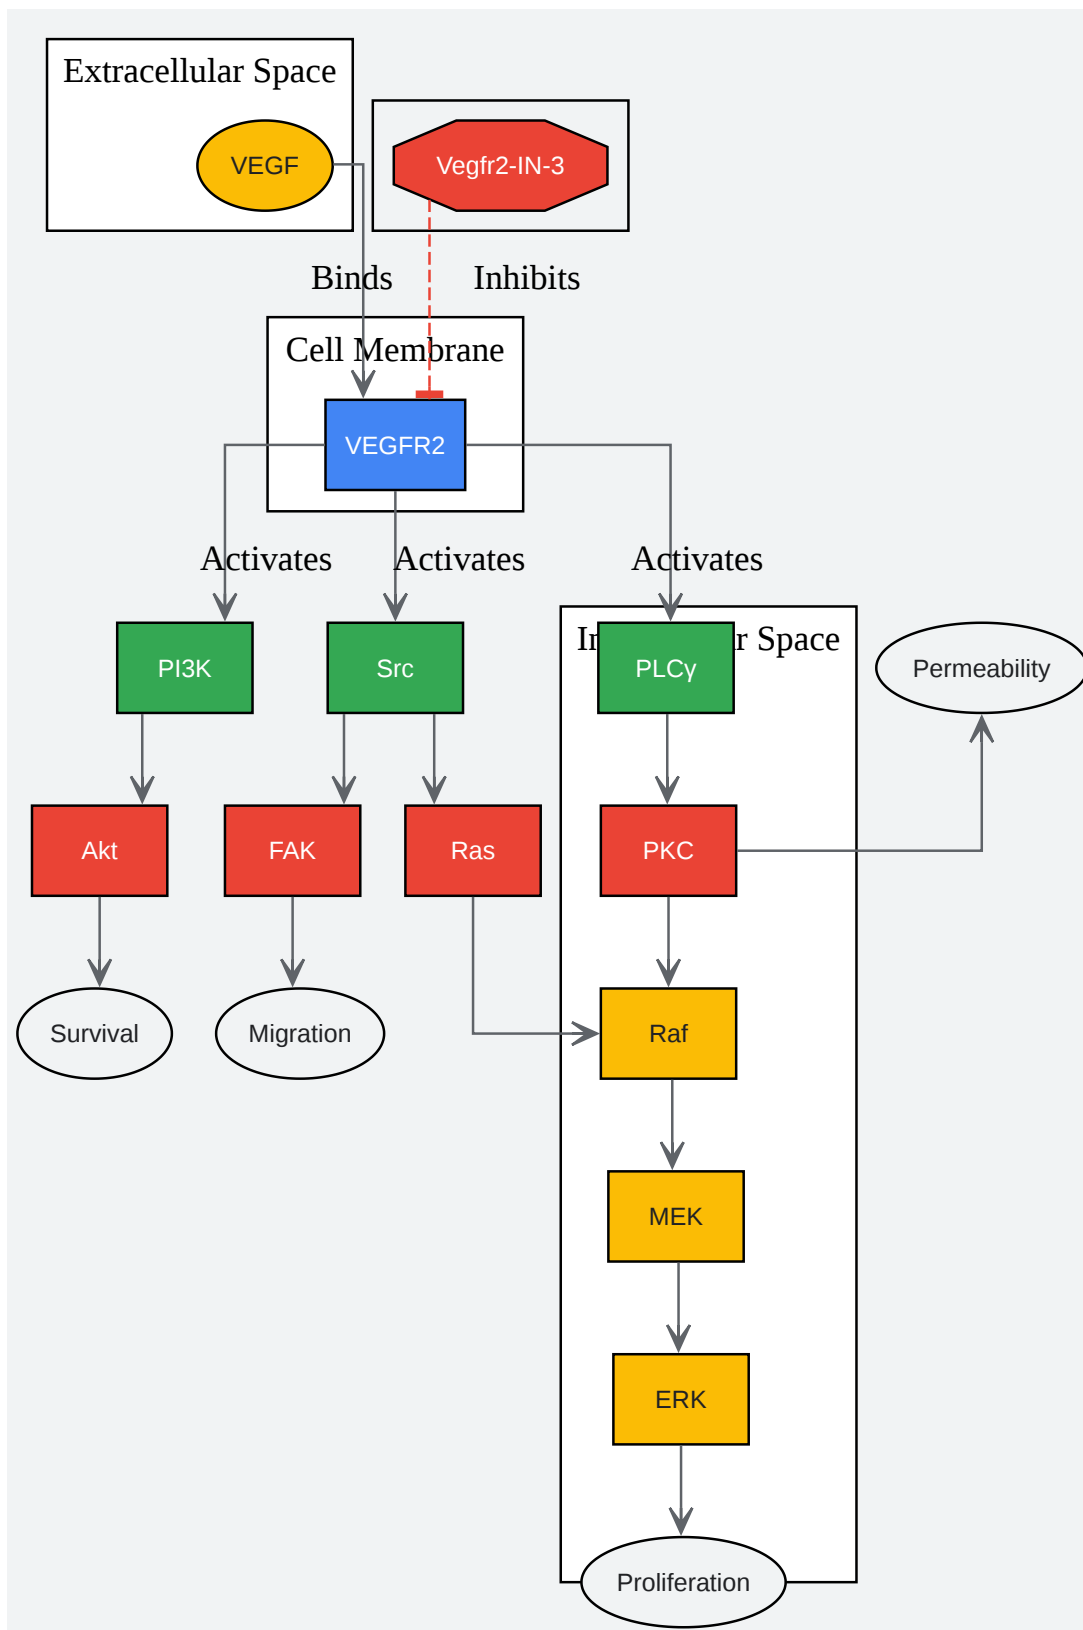 Extracellular Space
VEGF
Vegfr2-IN-3
Binds
Inhibits
Cell Membrane
VEGFR2
Activates
Activates
Activates
Space
PI3K
Src
PLCγ
Permeability
Akt
FAK
Ras
PKC
Survival
Migration
Raf
MEK
ERK
Proliferation